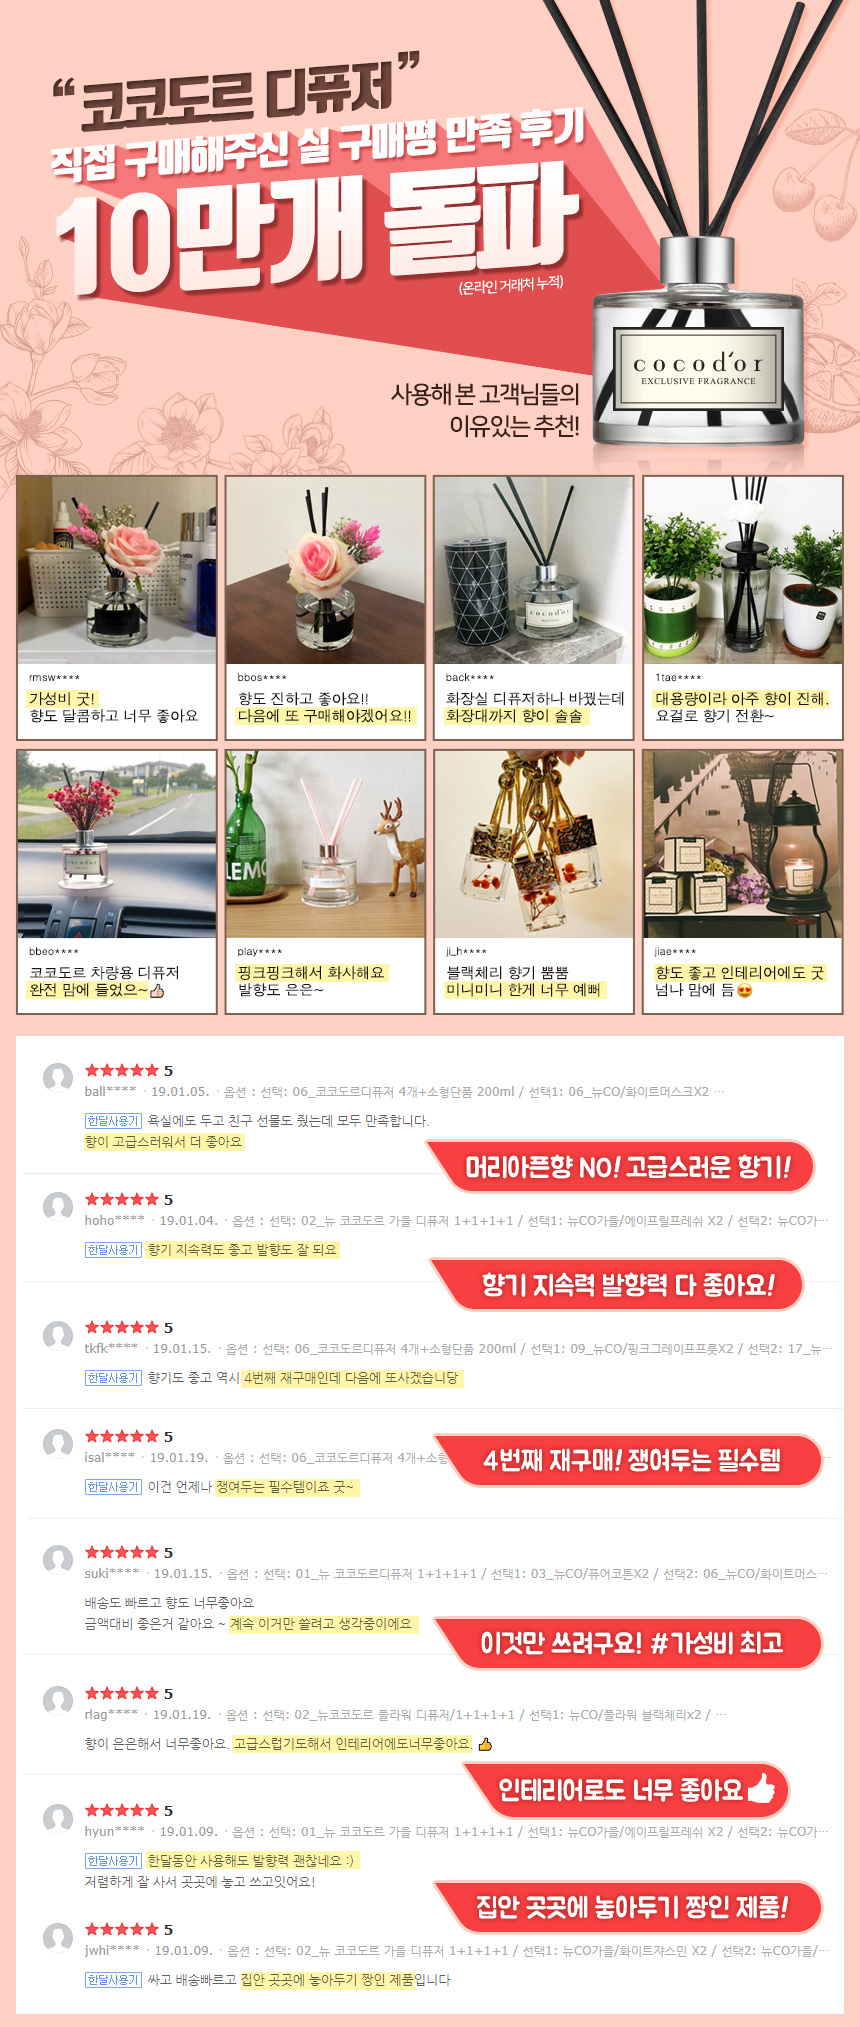 “코코도르 디퓨저”
직접 구매해주신 실 구매평 만족 후기
10만개 돌파
(온라인 거래처 누적)
cocod'or
EXCLUSIVE FRAGRANCE
사용해 본 고객님들의
이유있는 추천!
rmsw****
가성비 굿!
향도 달콤하고 너무 좋아요
bbos****
향도 진하고 좋아요!!
다음에 또 구매해야겠어요!!
cocod'or
back****
화장실 디퓨저하나 바꿨는데
화장대까지 향이 솔솔
cocod'or
1tae****
대용량이라 아주 향이 진해.
요걸로 향기 전환~
cocod'or
bbeo****
코코도르 차량용 디퓨저
완전 맘에 들었으~👍
LEMO
play****
핑크핑크해서 화사해요
발향도 은은~
ji_h****
블랙체리 향기 뿜뿜
미니미니 한게 너무 예뻐
jiae****
향도 좋고 인테리어에도 굿
넘나 맘에 듬😍
★★★★★ 5
ball**** · 19.01.05. · 옵션 : 선택: 06_코코도르디퓨저 4개+소형단품 200ml / 선택1: 06_뉴CO/화이트머스크X2 ···
한달사용기 욕실에도 두고 친구 선물도 줬는데 모두 만족합니다.
향이 고급스러워서 더 좋아요
머리아픈향 NO! 고급스러운 향기!
★★★★★ 5
hoho**** · 19.01.04. · 옵션 : 선택: 02_뉴 코코도르 가을 디퓨저 1+1+1+1 / 선택1: 뉴CO가을/에이프릴프레쉬 X2 / 선택2: 뉴CO가···
한달사용기 향기 지속력도 좋고 발향도 잘 되요
향기 지속력 발향력 다 좋아요!
★★★★★ 5
tkfk**** · 19.01.15. · 옵션 : 선택: 06_코코도르디퓨저 4개+소형단품 200ml / 선택1: 09_뉴CO/핑크그레이프프룻X2 / 선택2: 17_뉴···
한달사용기 향기도 좋고 역시 4번째 재구매인데 다음에 또사겠습니당
★★★★★ 5
isal**** · 19.01.19. · 옵션 : 선택: 06_코코도르디퓨저 4개+소형
4번째 재구매! 쟁여두는 필수템
한달사용기 이건 언제나 쟁여두는 필수템이죠 굿~
★★★★★ 5
suki**** · 19.01.15. · 옵션 : 선택: 01_뉴 코코도르디퓨저 1+1+1+1 / 선택1: 03_뉴CO/퓨어코튼X2 / 선택2: 06_뉴CO/화이트머스···
배송도 빠르고 향도 너무좋아요
금액대비 좋은거 같아요 ~ 계속 이거만 쓸려고 생각중이에요
이것만 쓰려구요! #가성비 최고
★★★★★ 5
rlag**** · 19.01.19. · 옵션 : 선택: 02_뉴코코도르 플라워 디퓨저/1+1+1+1 / 선택1: 뉴CO/플라워 블랙체리x2 / ···
향이 은은해서 너무좋아요. 고급스럽기도해서 인테리어에도너무좋아요. 👍
인테리어로도 너무 좋아요
★★★★★ 5
hyun**** · 19.01.09. · 옵션 : 선택: 01_뉴 코코도르 가을 디퓨저 1+1+1+1 / 선택1: 뉴CO가을/에이프릴프레쉬 X2 / 선택2: 뉴CO가···
한달사용기 한달동안 사용해도 발향력 괜찮네요 :)
저렴하게 잘 사서 곳곳에 놓고 쓰고잇어요!
집안 곳곳에 놓아두기 짱인 제품!
★★★★★ 5
jwhi**** · 19.01.09. · 옵션 : 선택: 02_뉴 코코도르 가을 디퓨저 1+1+1+1 / 선택1: 뉴CO가을/화이트쟈스민 X2 / 선택2: 뉴CO가을/···
한달사용기 싸고 배송빠르고 집안 곳곳에 놓아두기 짱인 제품입니다